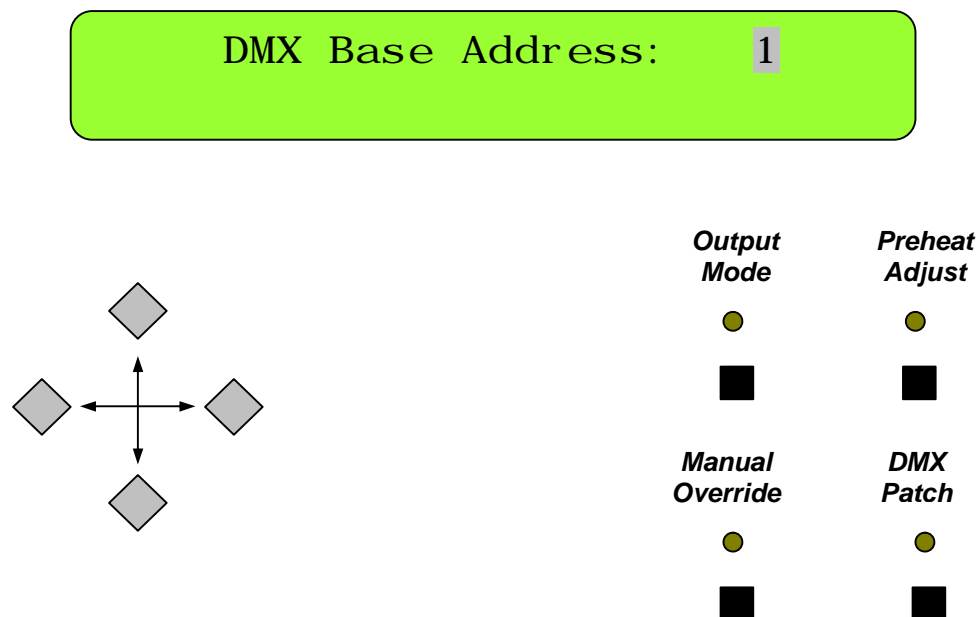 DMX Base Address: 1
Output
Mode
Preheat
Adjust
Manual
Override
DMX
Patch